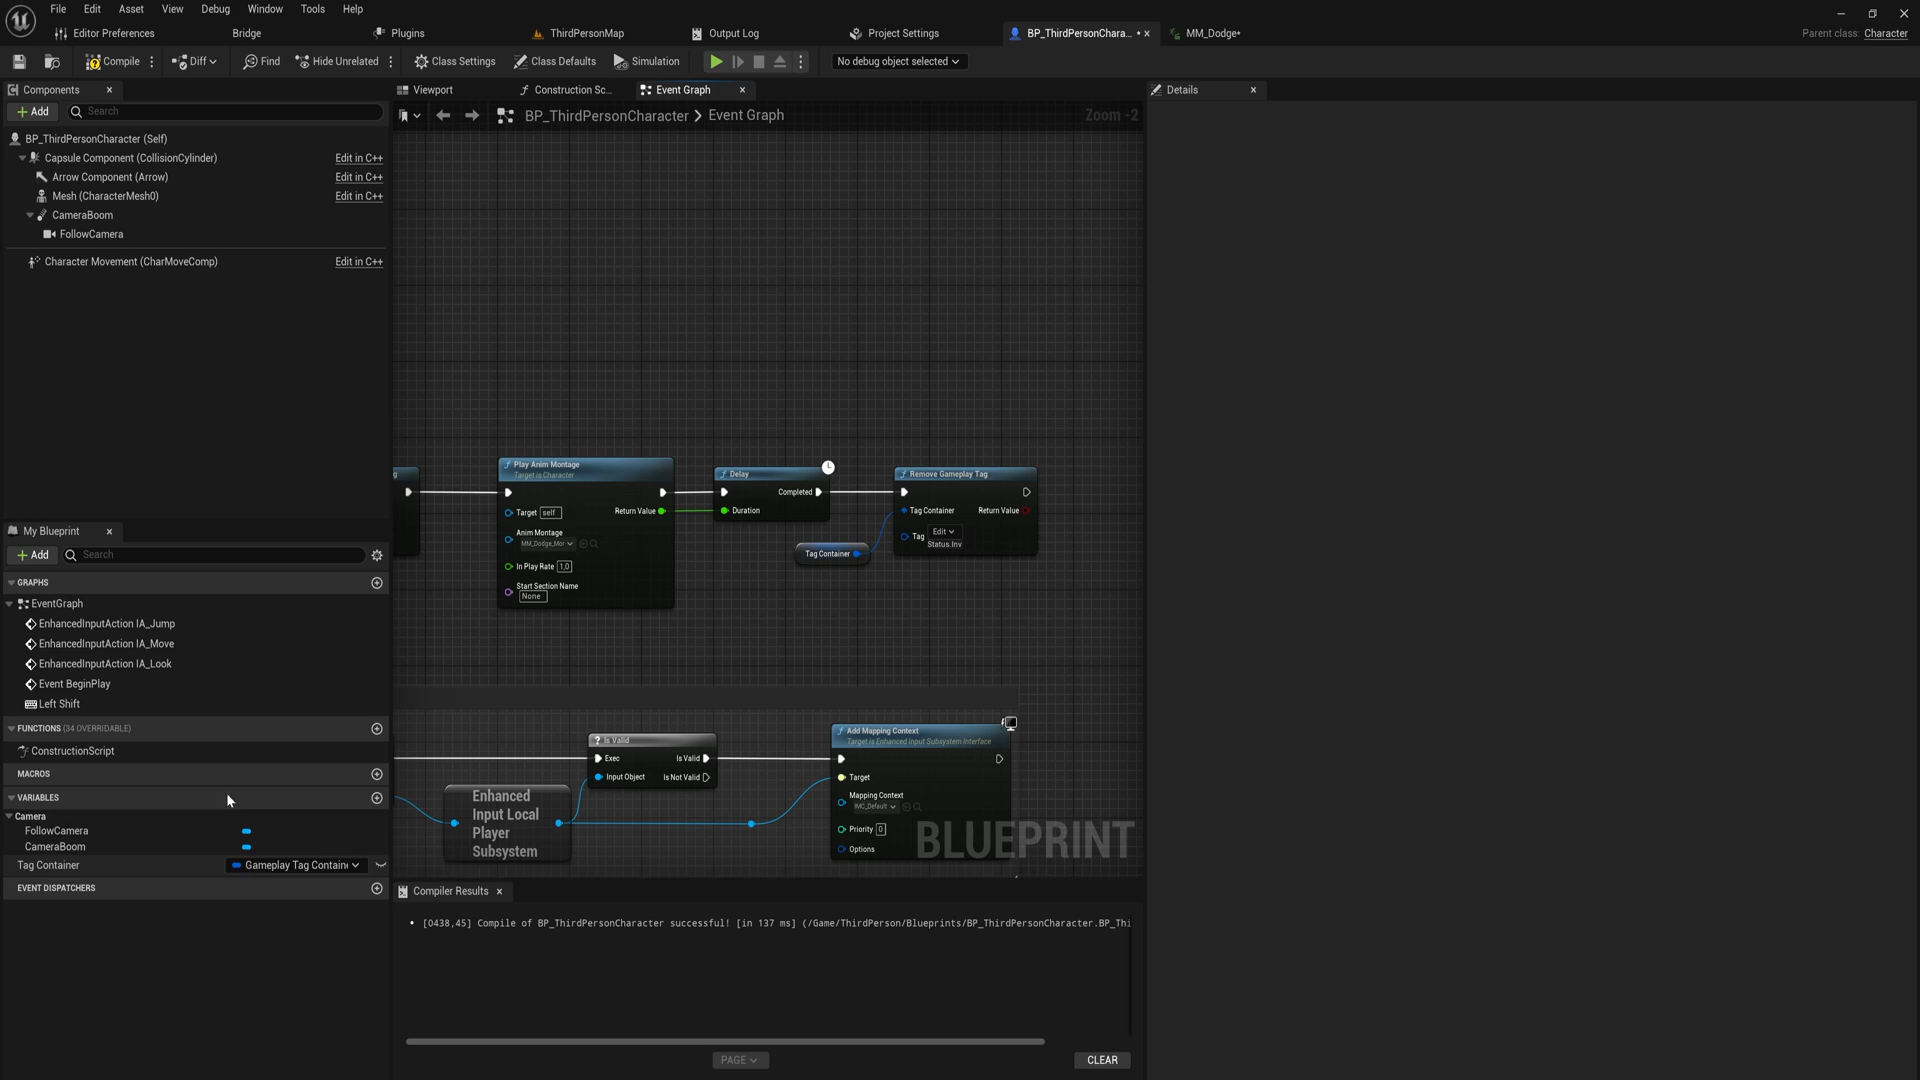 File Edit Asset View Debug Window Tools Help
Editor Preferences Bridge Plugins ThirdPersonMap Output Log Project Settings BP_ThirdPersonChara... • MM_Dodge* Parent class: Character
Compile Diff Find Hide Unrelated Class Settings Class Defaults Simulation No debug object selected
Components
Add Search
BP_ThirdPersonCharacter (Self)
Capsule Component (CollisionCylinder) Edit in C++
Arrow Component (Arrow) Edit in C++
Mesh (CharacterMesh0) Edit in C++
CameraBoom
FollowCamera
Character Movement (CharMoveComp) Edit in C++
My Blueprint
Add Search
GRAPHS
EventGraph
EnhancedInputAction IA_Jump
EnhancedInputAction IA_Move
EnhancedInputAction IA_Look
Event BeginPlay
Left Shift
FUNCTIONS (34 OVERRIDABLE)
ConstructionScript
MACROS
VARIABLES
Camera
FollowCamera
CameraBoom
Tag Container Gameplay Tag Contain
EVENT DISPATCHERS
Viewport Construction Sc... Event Graph
BP_ThirdPersonCharacter > Event Graph Zoom -2
g
Play Anim Montage
Target is Character
Target self Return Value
Anim Montage
MM_Dodge_Mor
In Play Rate 1,0
Start Section Name
None
Delay
Completed
Duration
Tag Container
Remove Gameplay Tag
Tag Container Return Value
Tag Edit
Status.Inv
Is Valid
Exec Is Valid
Input Object Is Not Valid
Enhanced
Input Local
Player
Subsystem
Add Mapping Context
Target is Enhanced Input Subsystem Interface
Target
Mapping Context
IMC_Default
Priority 0
Options
BLUEPRINT
Compiler Results
• [0438,45] Compile of BP_ThirdPersonCharacter successful! [in 137 ms] (/Game/ThirdPerson/Blueprints/BP_ThirdPersonCharacter.BP_Thi
PAGE CLEAR
Details